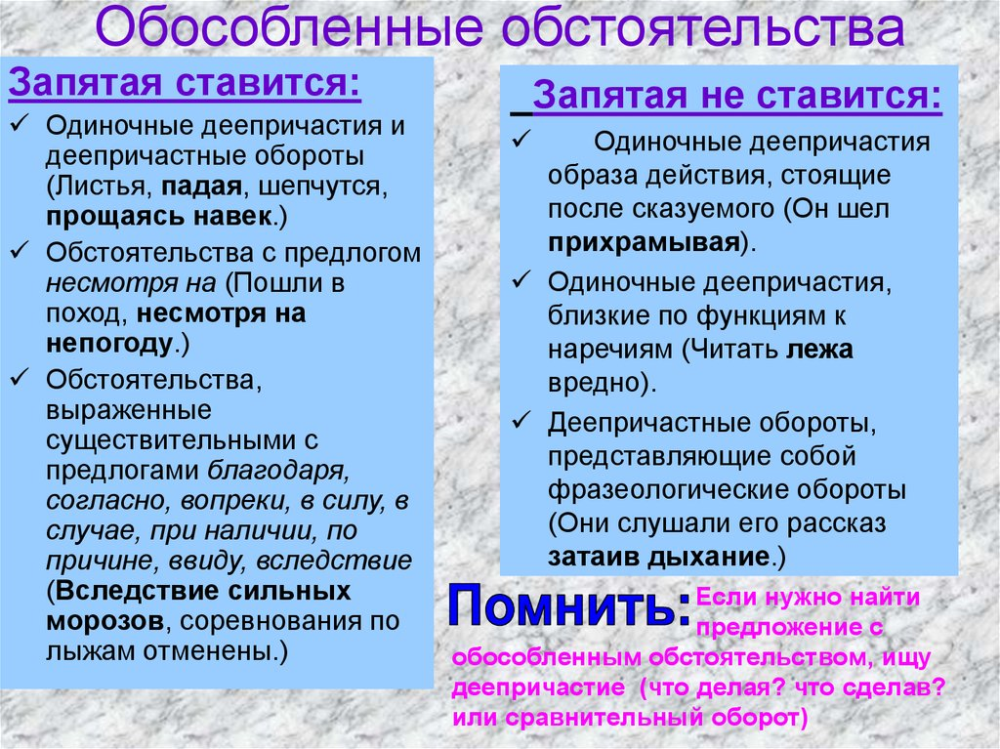 Обособленные обстоятельства
Запятая ставится:
✓ Одиночные деепричастия и
деепричастные обороты
(Листья, падая, шепчутся,
прощаясь навек.)
✓ Обстоятельства с предлогом
несмотря на (Пошли в
поход, несмотря на
непогоду.)
✓ Обстоятельства,
выраженные
существительными с
предлогами благодаря,
согласно, вопреки, в силу, в
случае, при наличии, по
причине, ввиду, вследствие
(Вследствие сильных
морозов, соревнования по
лыжам отменены.)
Запятая не ставится:
✓ Одиночные деепричастия
образа действия, стоящие
после сказуемого (Он шел
прихрамывая).
✓ Одиночные деепричастия,
близкие по функциям к
наречиям (Читать лежа
вредно).
✓ Деепричастные обороты,
представляющие собой
фразеологические обороты
(Они слушали его рассказ
затаив дыхание.)
Помнить: Если нужно найти
предложение с
обособленным обстоятельством, ищу
деепричастие (что делая? что сделав?
или сравнительный оборот)